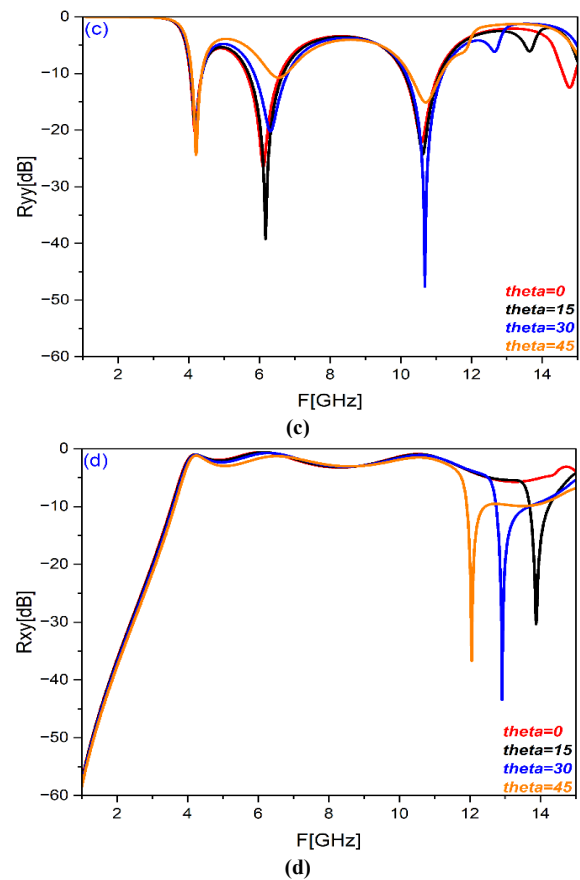 (c)
Ryy[dB]
0
−10
−20
−30
−40
−50
−60
theta=0
theta=15
theta=30
theta=45
2 4 6 8 10 12 14
F[GHz]
(c)
(d)
Rxy[dB]
0
−10
−20
−30
−40
−50
−60
theta=0
theta=15
theta=30
theta=45
2 4 6 8 10 12 14
F[GHz]
(d)